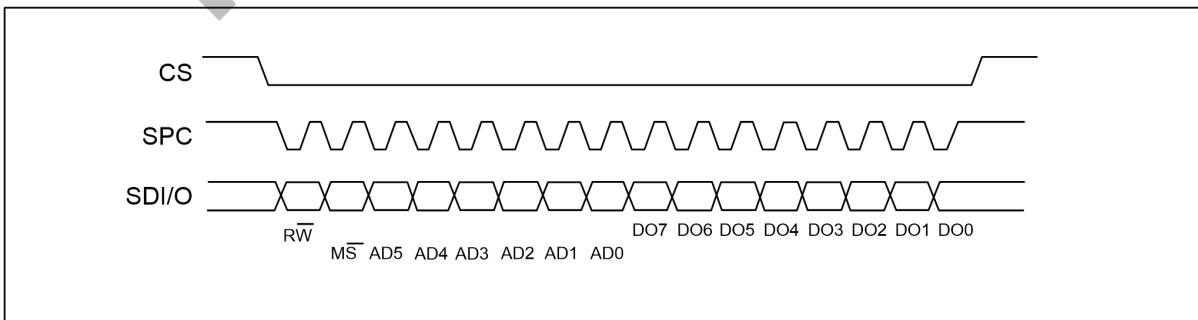 CS
SPC
SDI/O
RW̅
DO7 DO6 DO5 DO4 DO3 DO2 DO1 DO0
MS̅ AD5 AD4 AD3 AD2 AD1 AD0